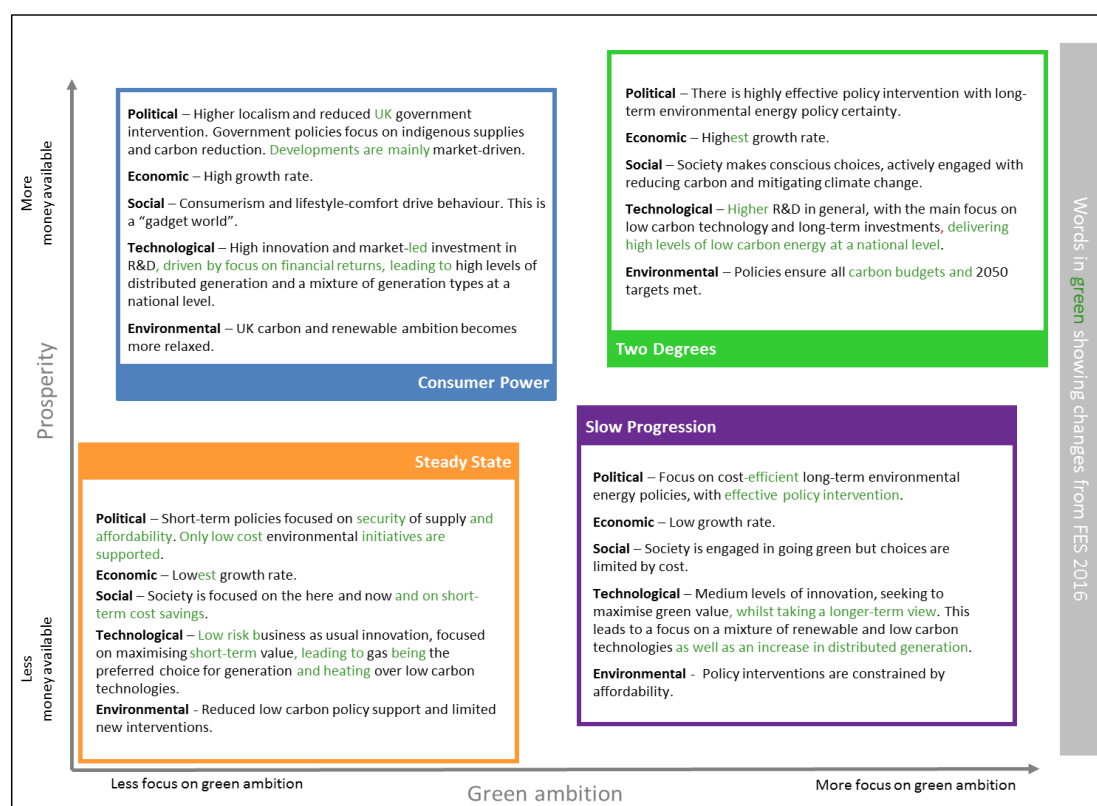 Political – Higher localism and reduced UK government
intervention. Government policies focus on indigenous supplies
and carbon reduction. Developments are mainly market-driven.
Economic – High growth rate.
Social – Consumerism and lifestyle-comfort drive behaviour. This is
a “gadget world”.
Technological – High innovation and market-led investment in
R&D, driven by focus on financial returns, leading to high levels of
distributed generation and a mixture of generation types at a
national level.
Environmental – UK carbon and renewable ambition becomes
more relaxed.
Consumer Power
Political – There is highly effective policy intervention with long-
term environmental energy policy certainty.
Economic – Highest growth rate.
Social – Society makes conscious choices, actively engaged with
reducing carbon and mitigating climate change.
Technological – Higher R&D in general, with the main focus on
low carbon technology and long-term investments, delivering
high levels of low carbon energy at a national level.
Environmental – Policies ensure all carbon budgets and 2050
targets met.
Two Degrees
Steady State
Political – Short-term policies focused on security of supply and
affordability. Only low cost environmental initiatives are
supported.
Economic – Lowest growth rate.
Social – Society is focused on the here and now and on short-
term cost savings.
Technological – Low risk business as usual innovation, focused
on maximising short-term value, leading to gas being the
preferred choice for generation and heating over low carbon
technologies.
Environmental - Reduced low carbon policy support and limited
new interventions.
Slow Progression
Political – Focus on cost-efficient long-term environmental
energy policies, with effective policy intervention.
Economic – Low growth rate.
Social – Society is engaged in going green but choices are
limited by cost.
Technological – Medium levels of innovation, seeking to
maximise green value, whilst taking a longer-term view. This
leads to a focus on a mixture of renewable and low carbon
technologies as well as an increase in distributed generation.
Environmental - Policy interventions are constrained by
affordability.
More
money available
Prosperity
Less
money available
Less focus on green ambition
Green ambition
More focus on green ambition
Words in green showing changes from FES 2016